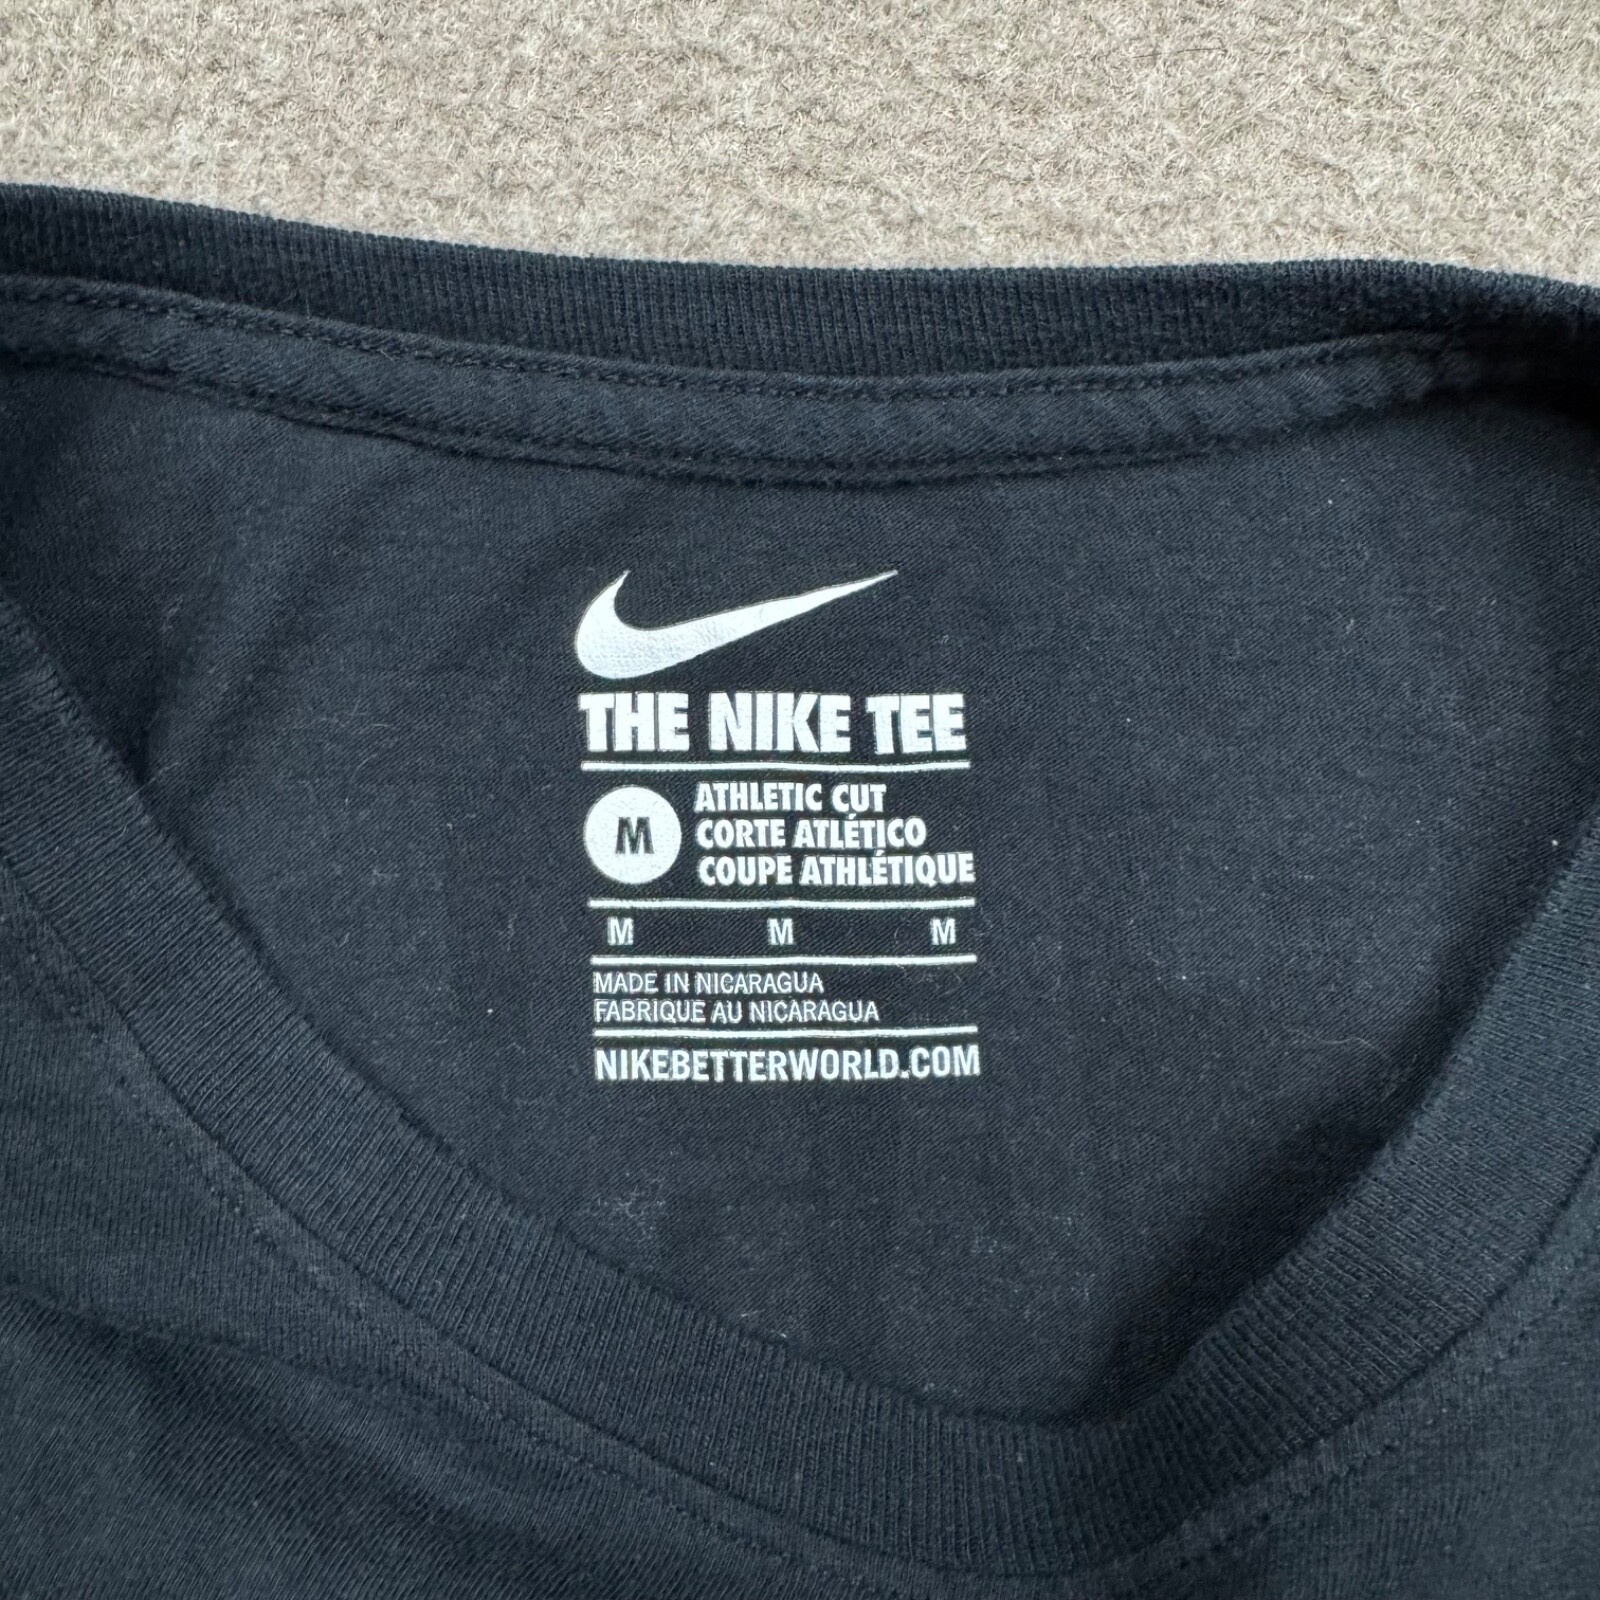 THE NIKE TEE
M
ATHLETIC CUT
CORTE ATLÉTICO
COUPE ATHLÉTIQUE
M M M
MADE IN NICARAGUA
FABRIQUE AU NICARAGUA
NIKEBETTERWORLD.COM